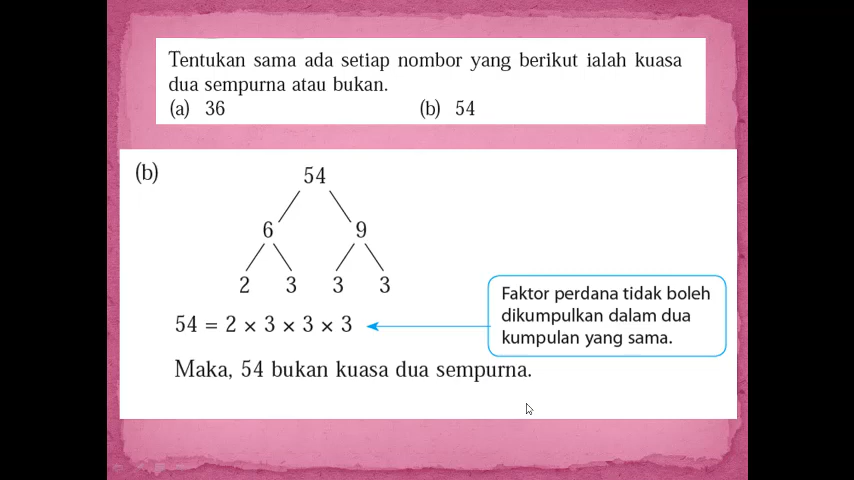 Tentukan sama ada setiap nombor yang berikut ialah kuasa
dua sempurna atau bukan.
(a) 36 (b) 54
(b)
54
6 9
2 3 3 3
54 = 2 × 3 × 3 × 3
Faktor perdana tidak boleh
dikumpulkan dalam dua
kumpulan yang sama.
Maka, 54 bukan kuasa dua sempurna.